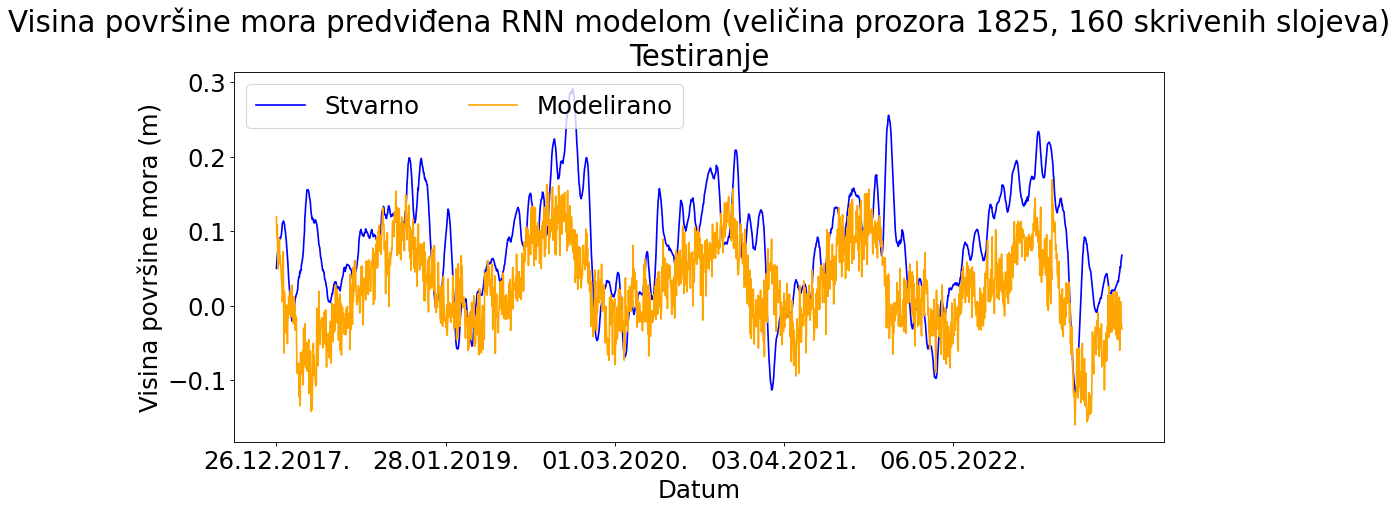 Visina površine mora predviđena RNN modelom (veličina prozora 1825, 160 skrivenih slojeva)
Testiranje
Stvarno
Modelirano
Visina površine mora (m)
0.3
0.2
0.1
0.0
−0.1
26.12.2017.
28.01.2019.
01.03.2020.
03.04.2021.
06.05.2022.
Datum